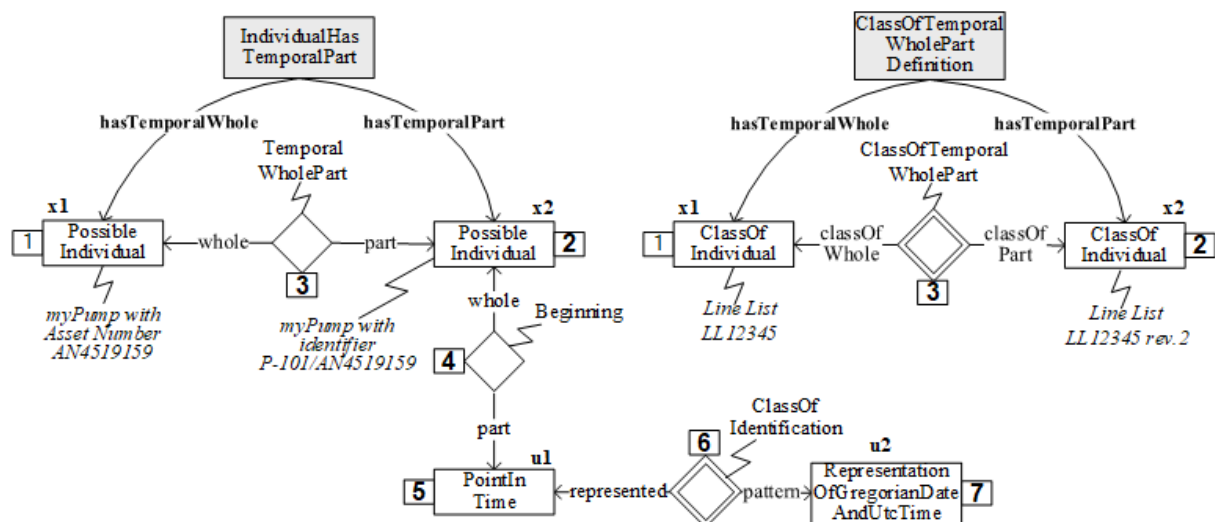 IndividualHas
TemporalPart
hasTemporalWhole
hasTemporalPart
Temporal
WholePart
x1
1
Possible
Individual
whole
part
3
x2
Possible
Individual
2
myPump with
Asset Number
AN4519159
myPump with
identifier
P-101/AN4519159
whole
Beginning
4
part
u1
5
PointIn
Time
represented
6
ClassOf
Identification
pattern
u2
Representation
OfGregorianDate
AndUtcTime
7
ClassOfTemporal
WholePart
Definition
hasTemporalWhole
hasTemporalPart
ClassOfTemporal
WholePart
x1
1
ClassOf
Individual
classOf
Whole
classOf
Part
3
x2
ClassOf
Individual
2
Line List
LL12345
Line List
LL12345 rev.2